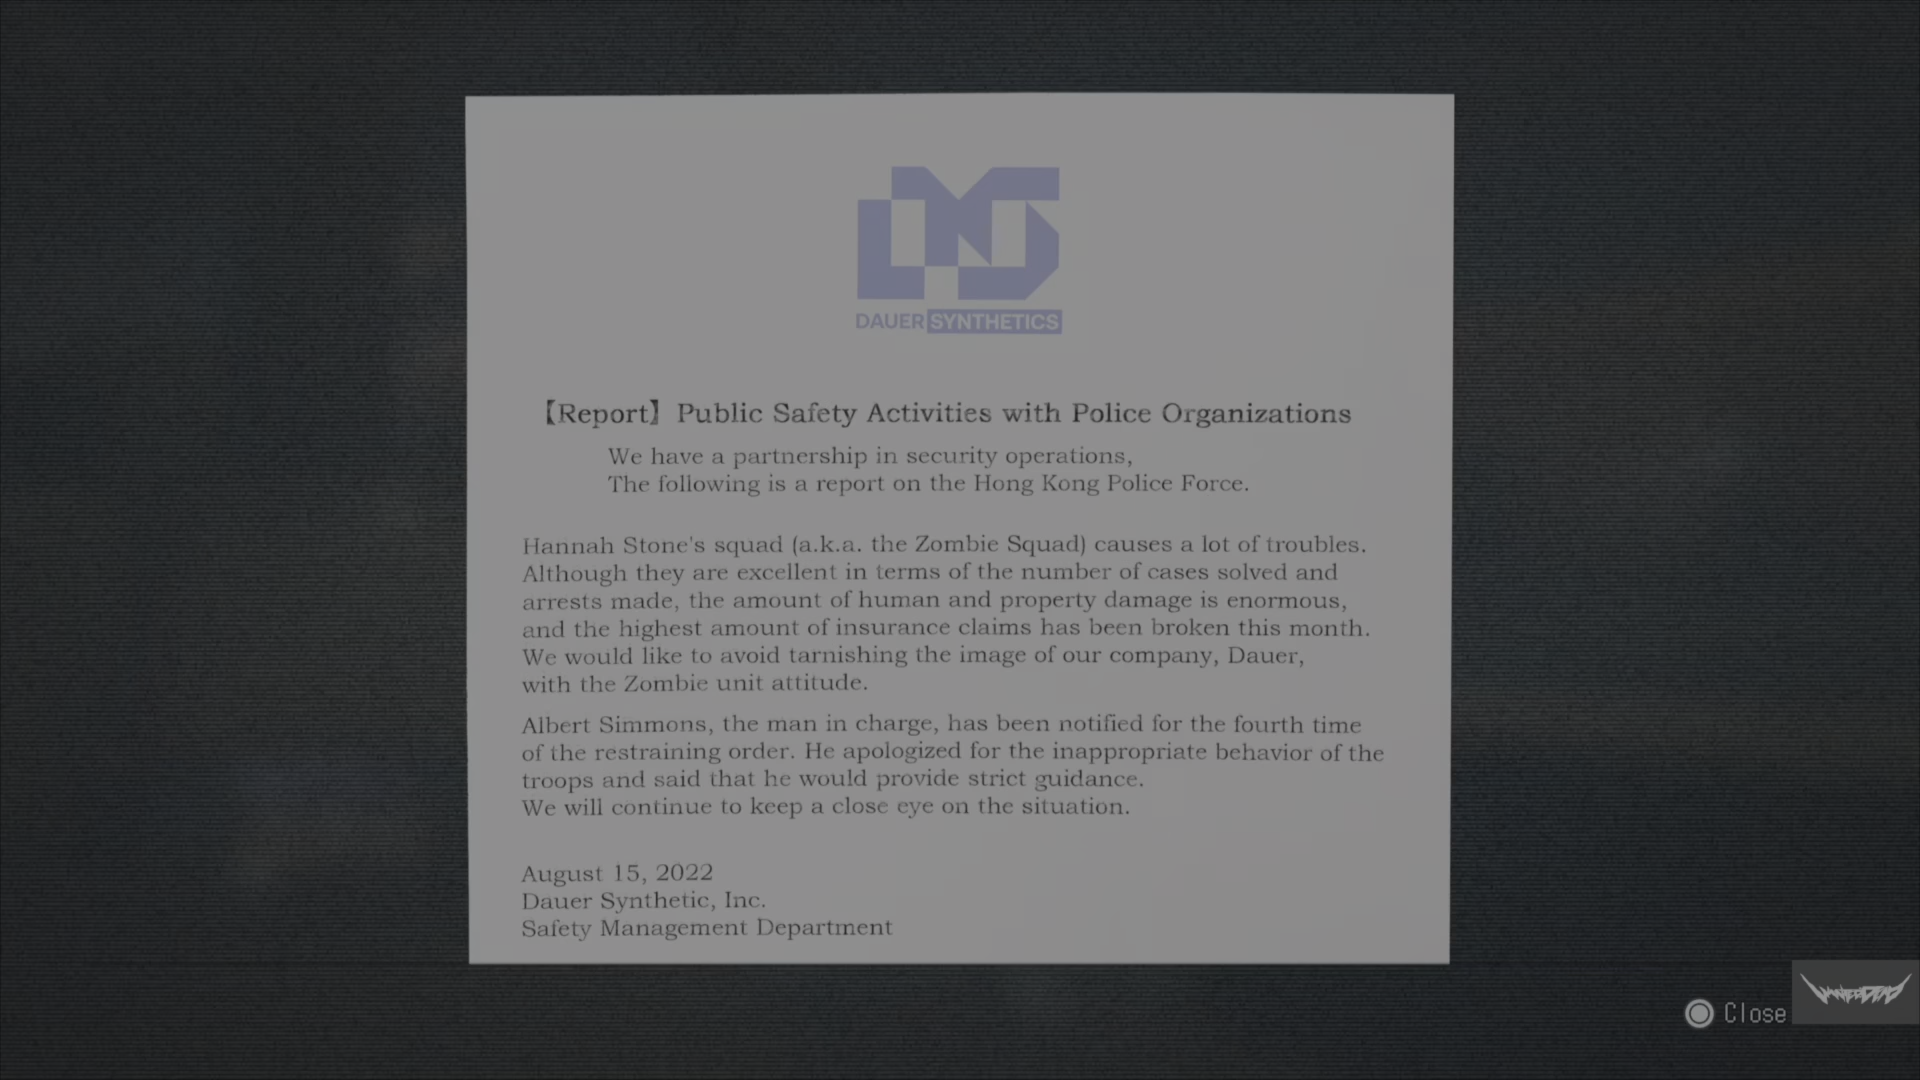 DAUER SYNTHETICS
【Report】 Public Safety Activities with Police Organizations
We have a partnership in security operations,
The following is a report on the Hong Kong Police Force.
Hannah Stone's squad (a.k.a. the Zombie Squad) causes a lot of troubles.
Although they are excellent in terms of the number of cases solved and
arrests made, the amount of human and property damage is enormous,
and the highest amount of insurance claims has been broken this month.
We would like to avoid tarnishing the image of our company, Dauer,
with the Zombie unit attitude.
Albert Simmons, the man in charge, has been notified for the fourth time
of the restraining order. He apologized for the inappropriate behavior of the
troops and said that he would provide strict guidance.
We will continue to keep a close eye on the situation.
August 15, 2022
Dauer Synthetic, Inc.
Safety Management Department
Close
WANTED: DEAD